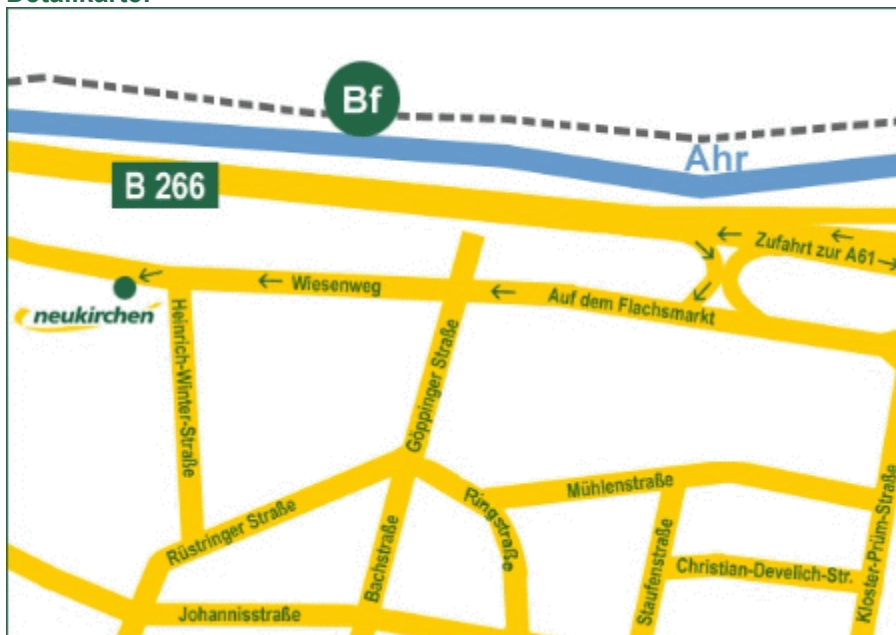 Detailkarte:
Bf
Ahr
B 266
Zufahrt zur A61
Wiesenweg
Auf dem Flachsmarkt
neukirchen
Heinrich-Winter-Straße
Göppinger Straße
Mühlenstraße
Ringstraße
Rüstringer Straße
Kloster-Prüm-Straße
Bachstraße
Staufenstraße
Christian-Develich-Str.
Johannisstraße